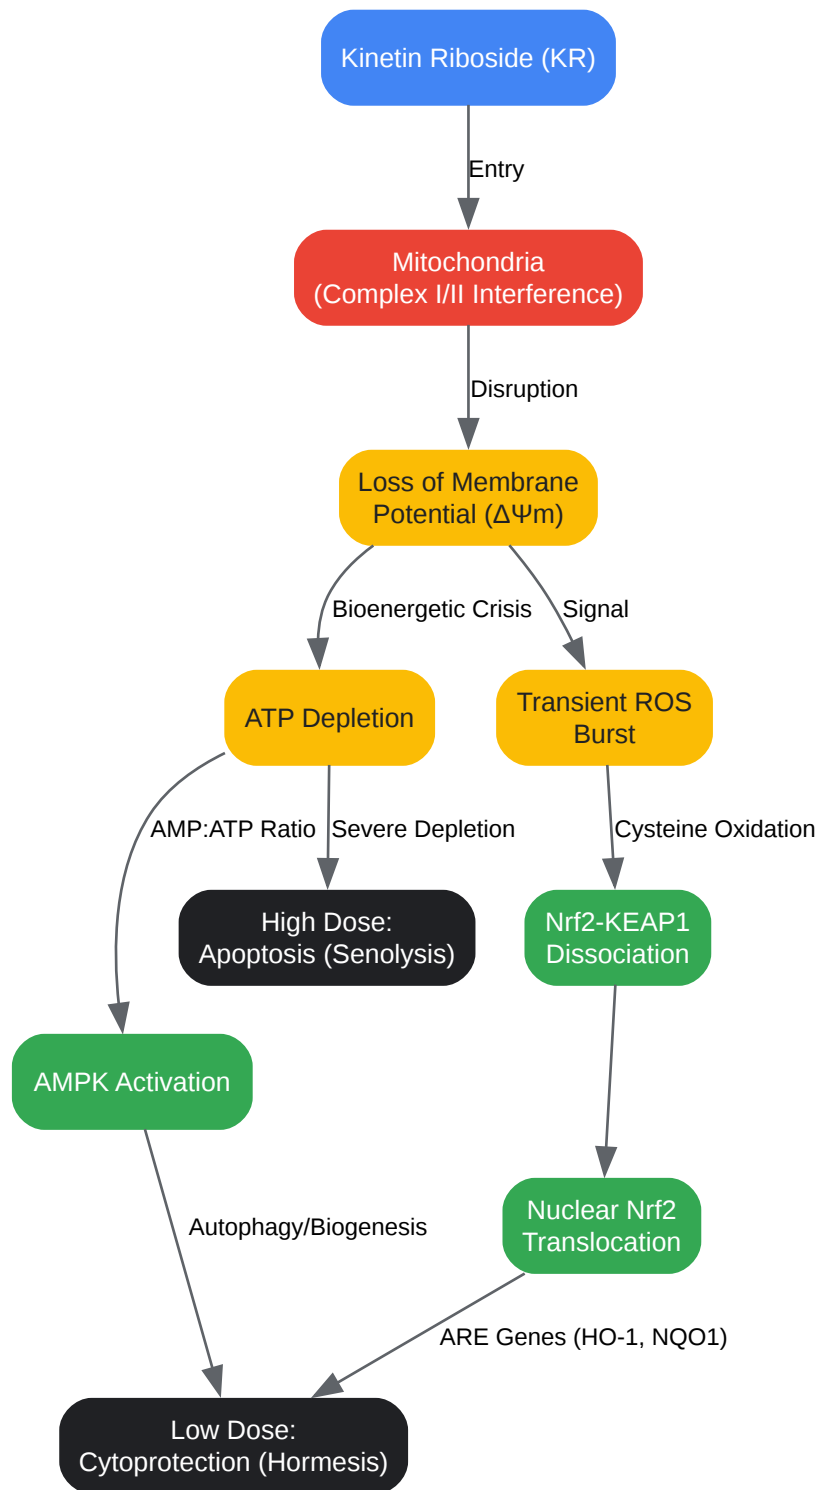 Kinetin Riboside (KR)
Entry
Mitochondria
(Complex I/II Interference)
Disruption
Loss of Membrane
Potential (ΔΨm)
Bioenergetic Crisis
Signal
ATP Depletion
Transient ROS
Burst
AMP:ATP Ratio
Severe Depletion
Cysteine Oxidation
High Dose:
Apoptosis (Senolysis)
Nrf2-KEAP1
Dissociation
AMPK Activation
Autophagy/Biogenesis
Nuclear Nrf2
Translocation
ARE Genes (HO-1, NQO1)
Low Dose:
Cytoprotection (Hormesis)